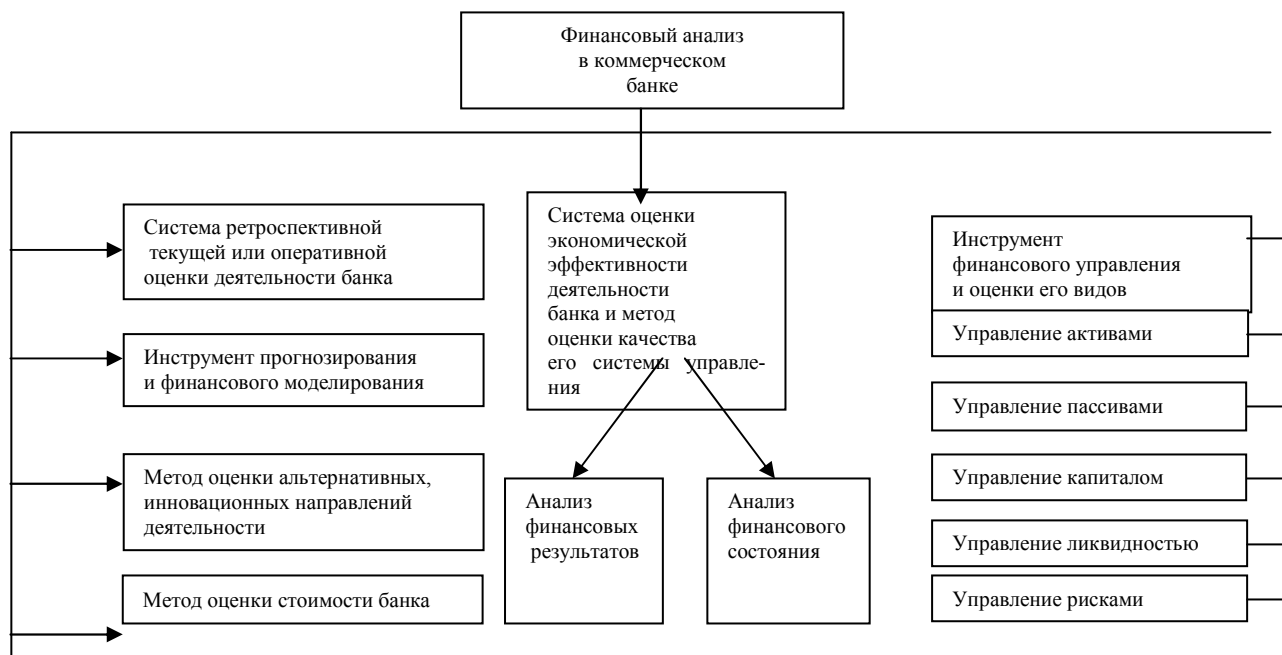 Финансовый анализ
в коммерческом
банке
Система ретроспективной
текущей или оперативной
оценки деятельности банка
Инструмент прогнозирования
и финансового моделирования
Метод оценки альтернативных,
инновационных направлений
деятельности
Метод оценки стоимости банка
Система оценки
экономической
эффективности
деятельности
банка и метод
оценки качества
его системы управле-
ния
Анализ
финансовых
результатов
Анализ
финансового
состояния
Инструмент
финансового управления
и оценки его видов
Управление активами
Управление пассивами
Управление капиталом
Управление ликвидностью
Управление рисками